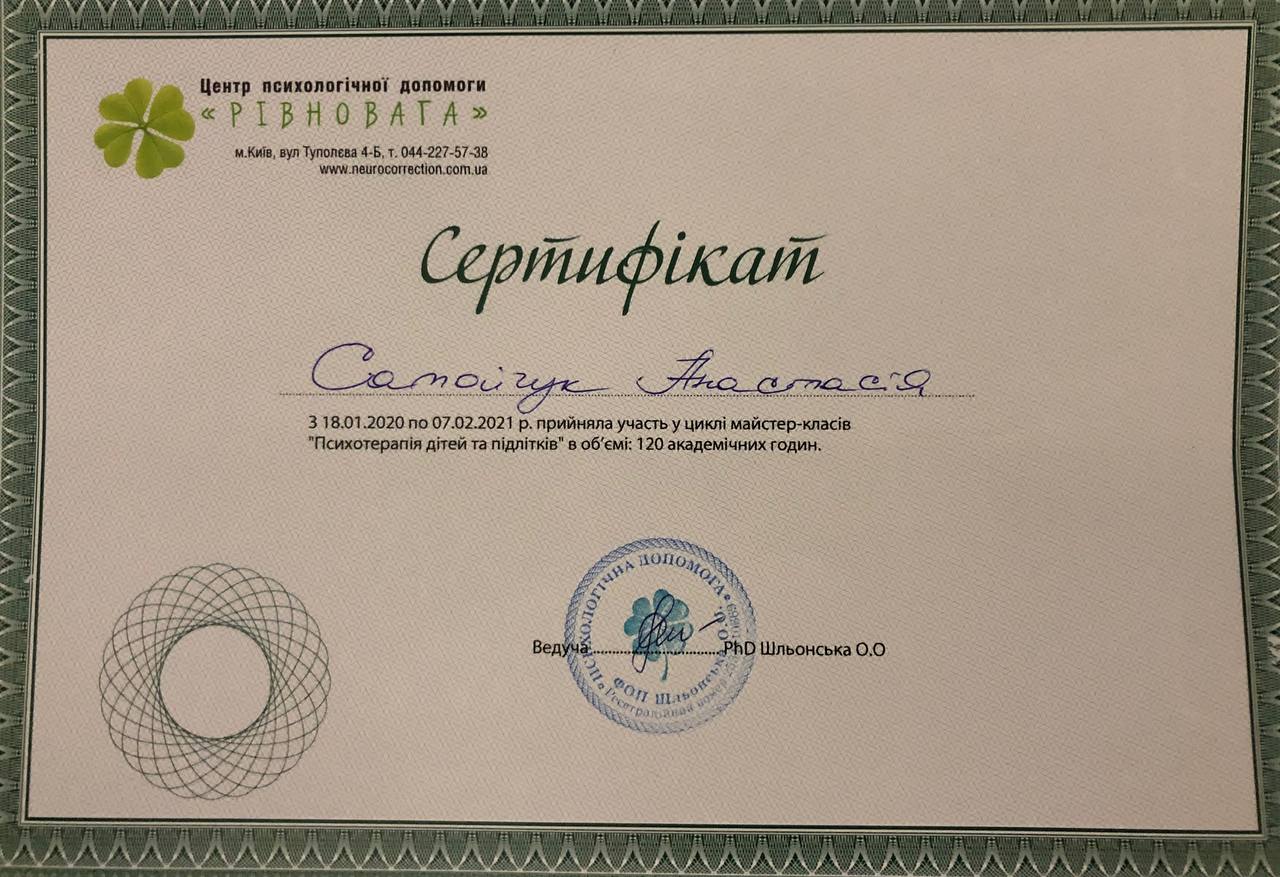 Центр психологічної допомоги
«РІВНОВАГА»
м.Київ, вул Туполєва 4-Б, т. 044-227-57-38
www.neurocorrection.com.ua
Сертифікат
Самойчук Анастасія
З 18.01.2020 по 07.02.2021 р. прийняла участь у циклі майстер-класів
"Психотерапія дітей та підлітків" в об'ємі: 120 академічних годин.
ПСИХОЛОГІЧНА ДОПОМОГА
ФОП Шльонська О.О.
Ведуча PhD Шльонська О.О